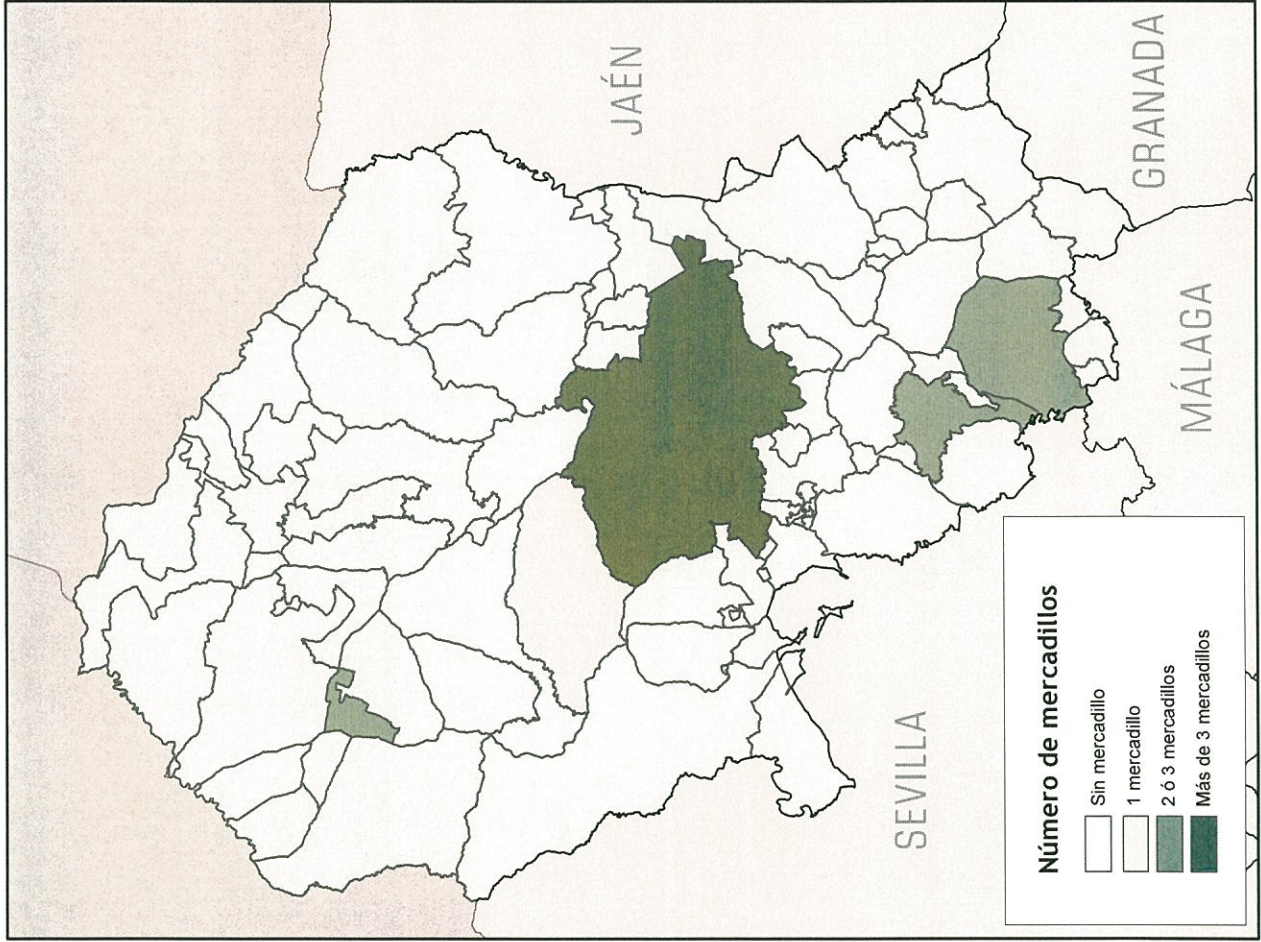 JAÉN
GRANADA
MÁLAGA
SEVILLA
Número de mercadillos
Sin mercadillo
1 mercadillo
2 ó 3 mercadillos
Más de 3 mercadillos